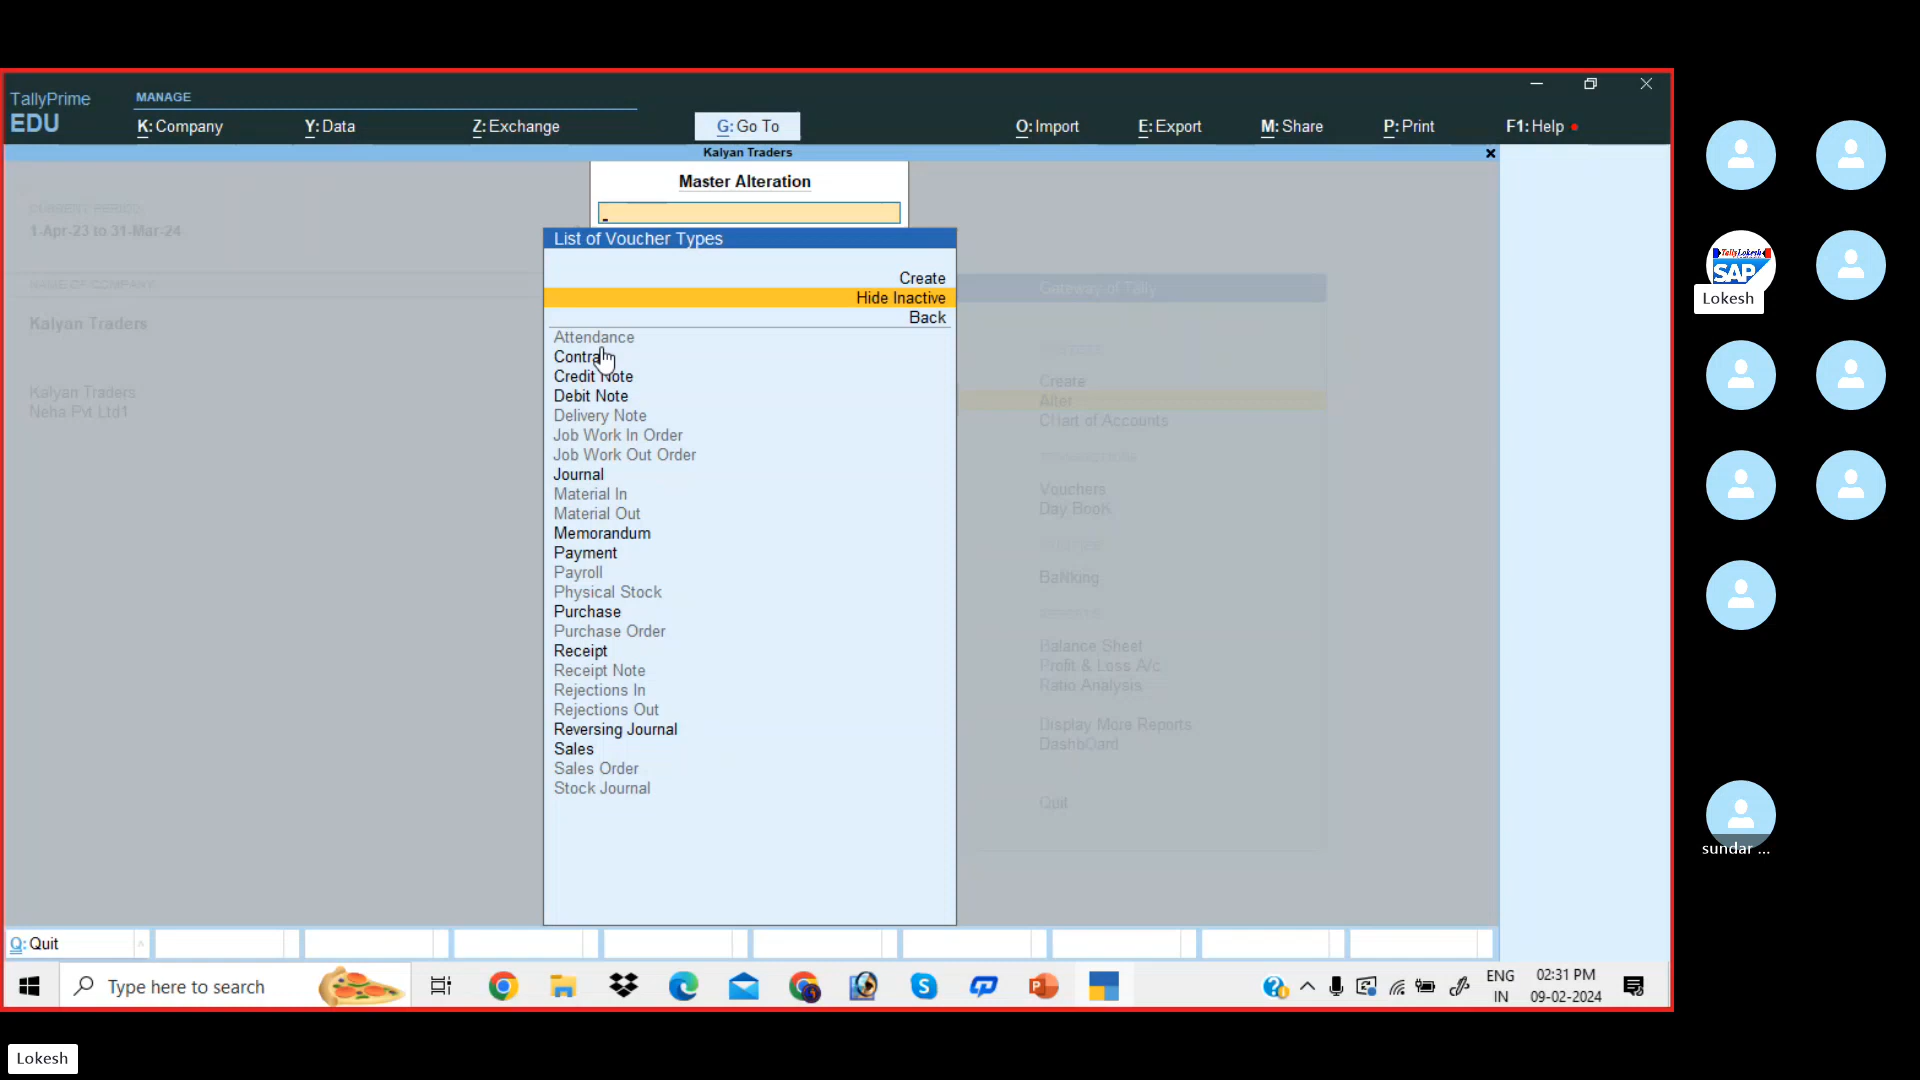 TallyPrime
EDU
MANAGE
K: Company
Y: Data
Z: Exchange
G: Go To
O: Import
E: Export
M: Share
P: Print
F1: Help
Kalyan Traders
Master Alteration
CURRENT PERIOD
1-Apr-23 to 31-Mar-24
NAME OF COMPANY
Kalyan Traders
Kalyan Traders
Neha Pvt Ltd1
List of Voucher Types
Create
Hide Inactive
Back
Attendance
Contra
Credit Note
Debit Note
Delivery Note
Job Work In Order
Job Work Out Order
Journal
Material In
Material Out
Memorandum
Payment
Payroll
Physical Stock
Purchase
Purchase Order
Receipt
Receipt Note
Rejections In
Rejections Out
Reversing Journal
Sales
Sales Order
Stock Journal
Gateway of Tally
Create
Alter
CHart of Accounts
Vouchers
Day BooK
BaNking
Balance Sheet
Profit & Loss A/c
Ratio Analysis
Display More Reports
DashbOard
Quit
Q: Quit
Type here to search
ENG
IN
02:31 PM
09-02-2024
TallyLokesh
SAP
Lokesh
sundar ...
Lokesh